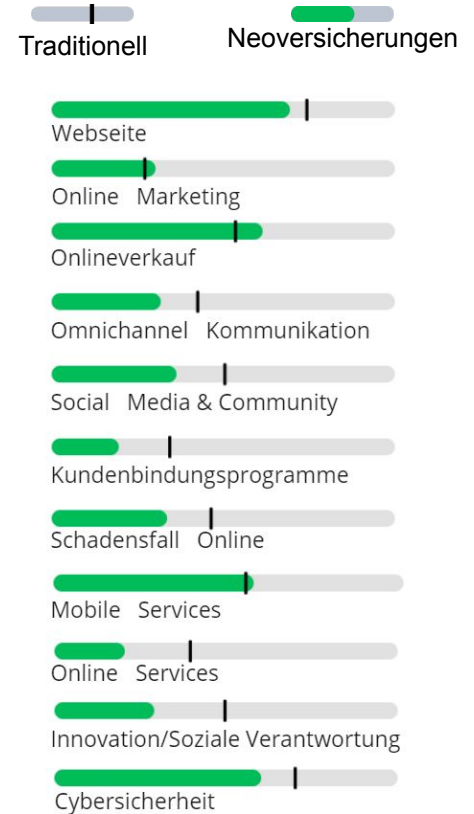 Traditionell
Neoversicherungen
Webseite
Online Marketing
Onlineverkauf
Omnichannel Kommunikation
Social Media & Community
Kundenbindungsprogramme
Schadensfall Online
Mobile Services
Online Services
Innovation/Soziale Verantwortung
Cybersicherheit